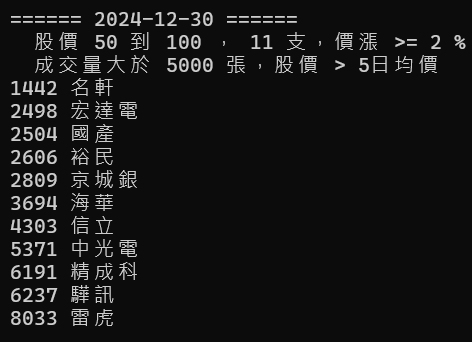 ====== 2024-12-30 ======
股價 50 到 100 , 11 支,價漲 >= 2 %
成交量大於 5000 張,股價 > 5日均價
1442 名軒
2498 宏達電
2504 國產
2606 裕民
2809 京城銀
3694 海華
4303 信立
5371 中光電
6191 精成科
6237 驊訊
8033 雷虎